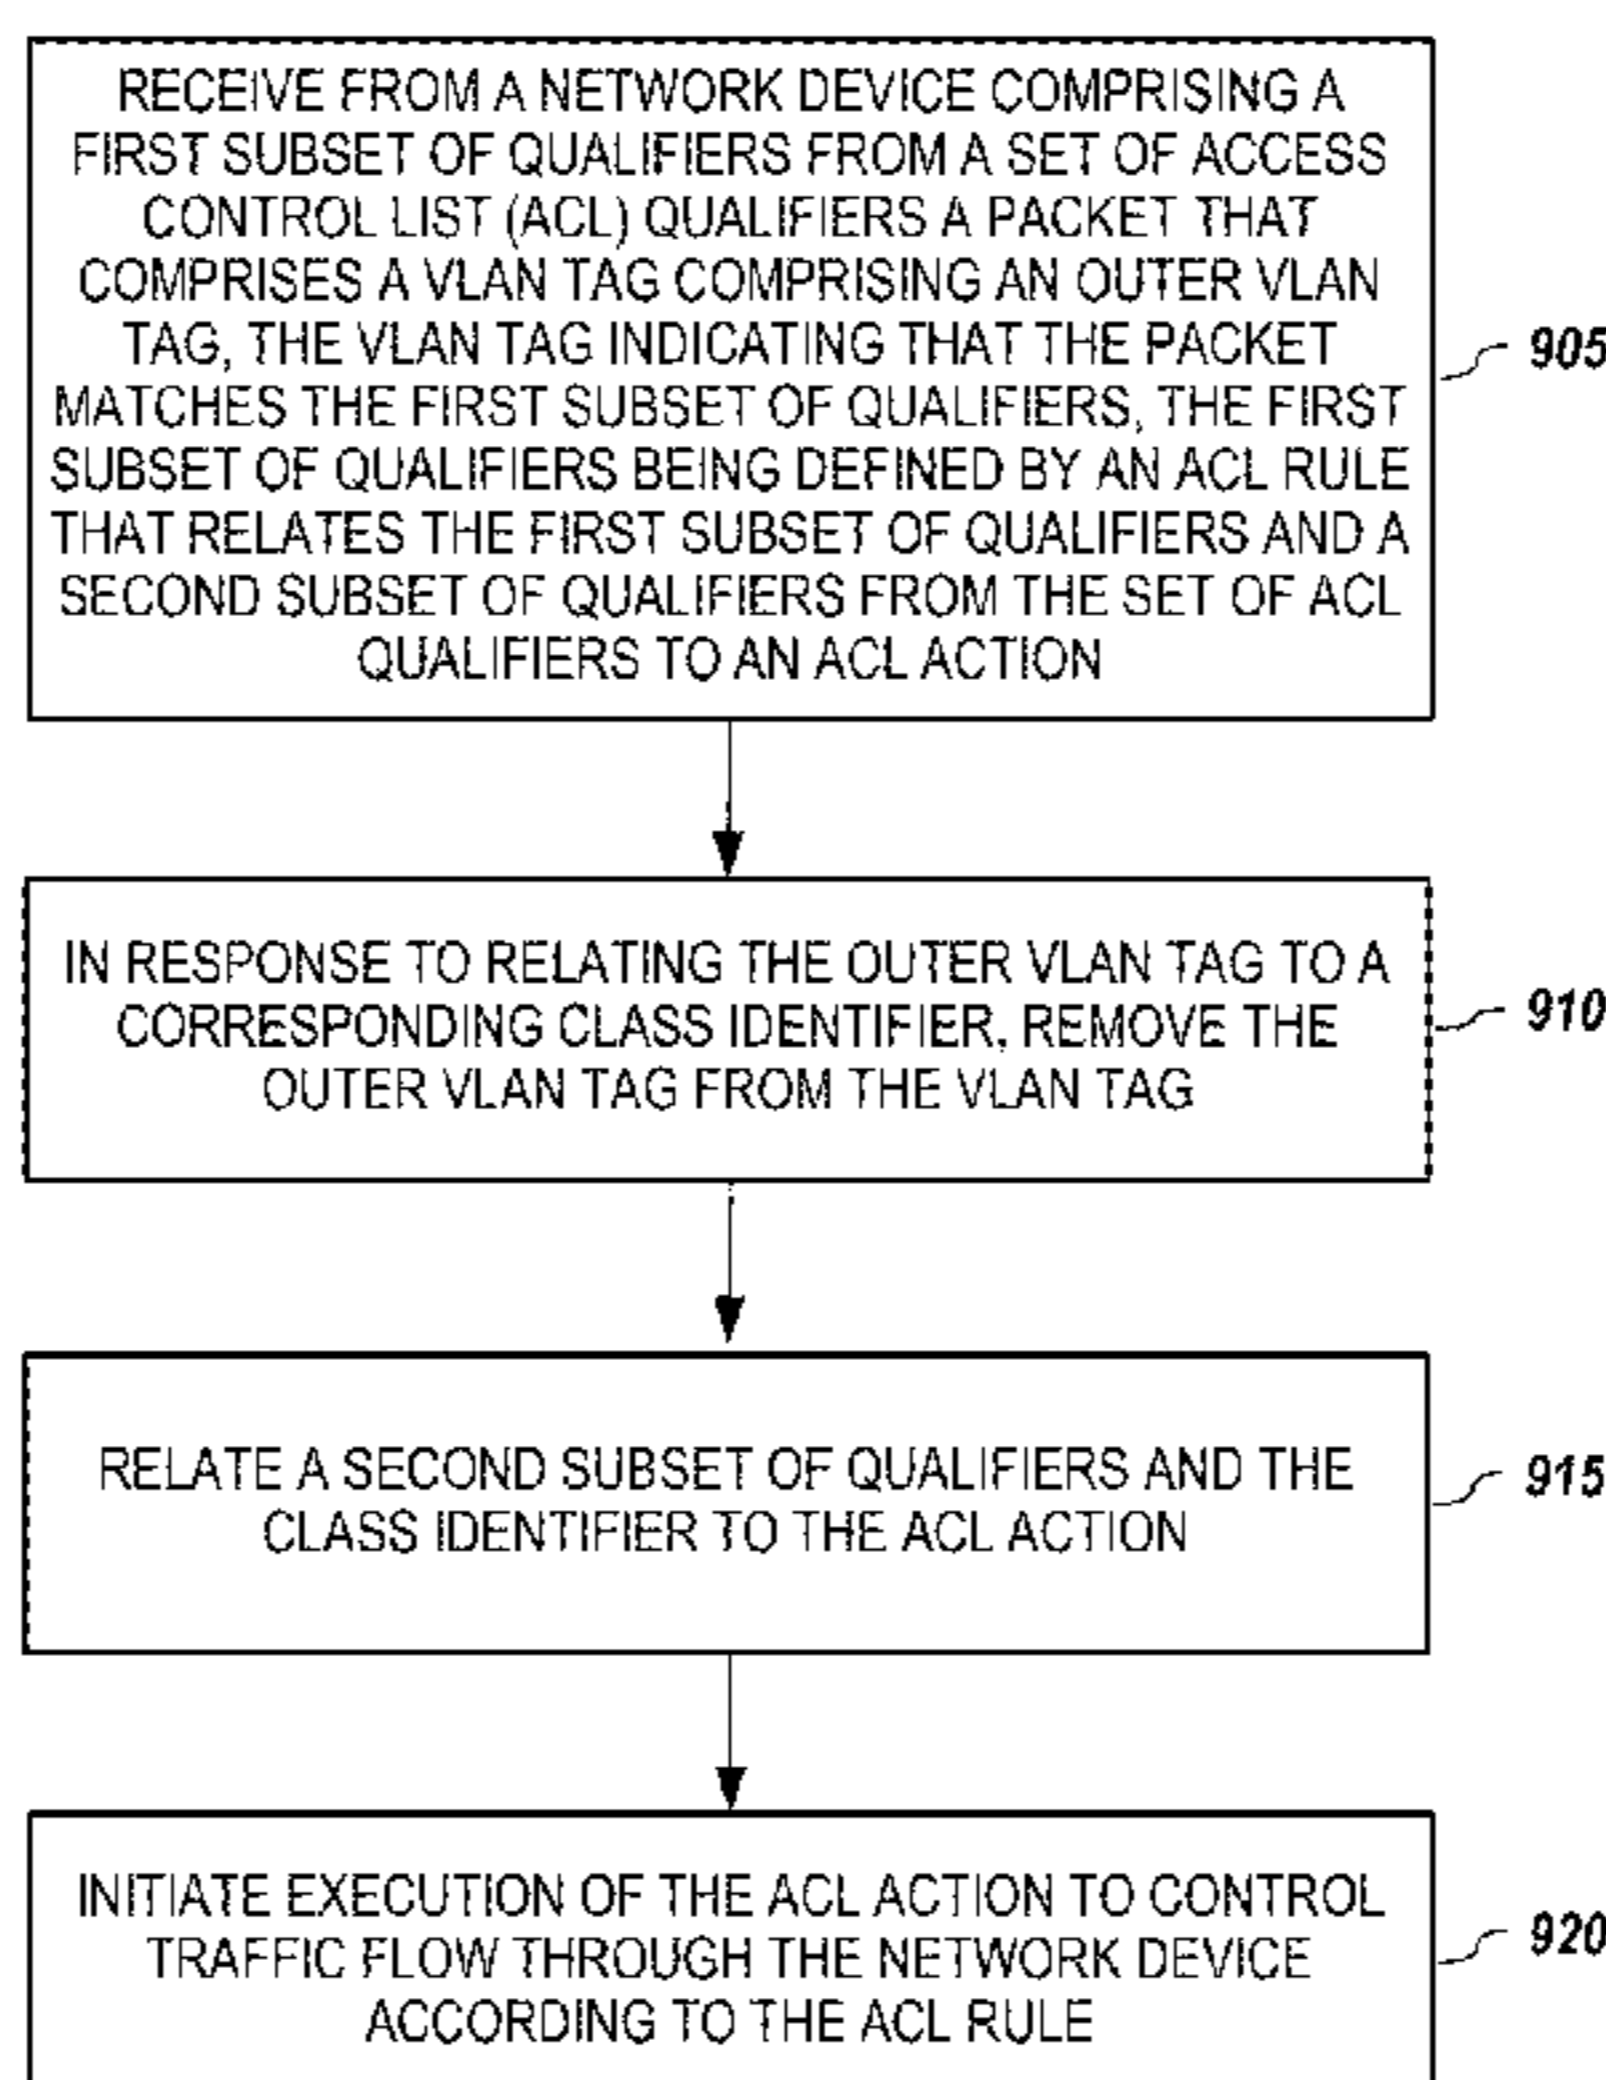 RECEIVE FROM A NETWORK DEVICE COMPRISING A
FIRST SUBSET OF QUALIFIERS FROM A SET OF ACCESS
CONTROL LIST (ACL) QUALIFIERS A PACKET THAT
COMPRISES A VLAN TAG COMPRISING AN OUTER VLAN
TAG, THE VLAN TAG INDICATING THAT THE PACKET
MATCHES THE FIRST SUBSET OF QUALIFIERS, THE FIRST
SUBSET OF QUALIFIERS BEING DEFINED BY AN ACL RULE
THAT RELATES THE FIRST SUBSET OF QUALIFIERS AND A
SECOND SUBSET OF QUALIFIERS FROM THE SET OF ACL
QUALIFIERS TO AN ACL ACTION
905
IN RESPONSE TO RELATING THE OUTER VLAN TAG TO A
CORRESPONDING CLASS IDENTIFIER, REMOVE THE
OUTER VLAN TAG FROM THE VLAN TAG
910
RELATE A SECOND SUBSET OF QUALIFIERS AND THE
CLASS IDENTIFIER TO THE ACL ACTION
915
INITIATE EXECUTION OF THE ACL ACTION TO CONTROL
TRAFFIC FLOW THROUGH THE NETWORK DEVICE
ACCORDING TO THE ACL RULE
920